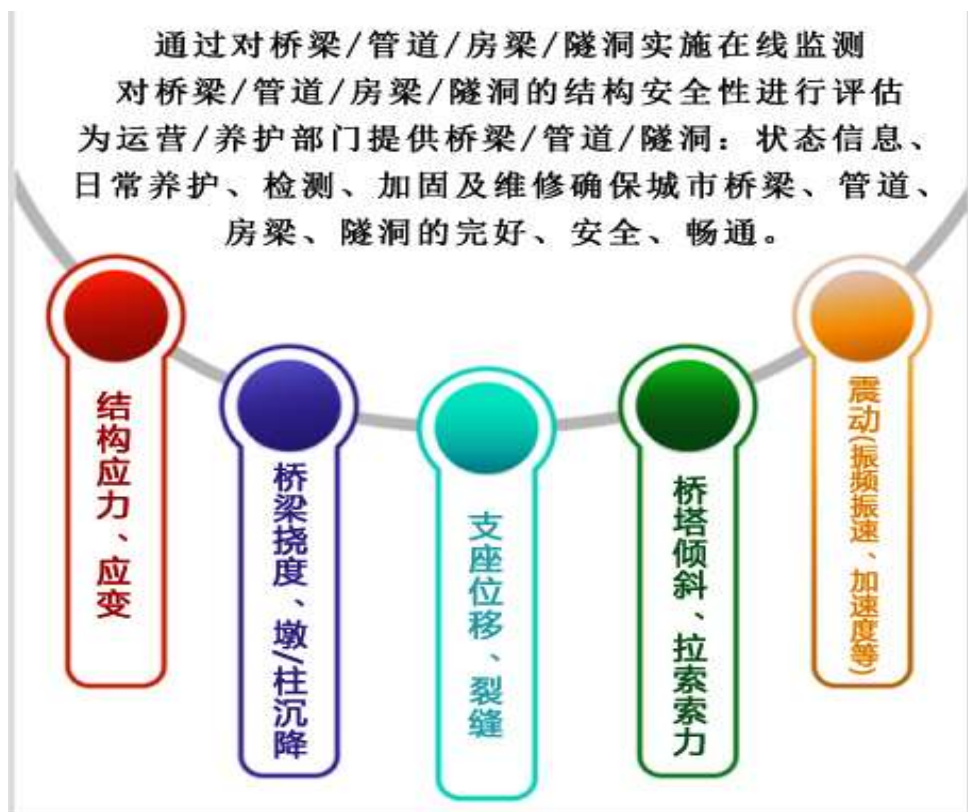 通过对桥梁/管道/房梁/隧洞实施在线监测
对桥梁/管道/房梁/隧洞的结构安全性进行评估
为运营/养护部门提供桥梁/管道/隧洞：状态信息、
日常养护、检测、加固及维修确保城市桥梁、管道、
房梁、隧洞的完好、安全、畅通。
结构应力、应变
桥梁挠度、墩/柱沉降
支座位移、裂缝
桥塔倾斜、拉索索力
震动(振频振速、加速度等)